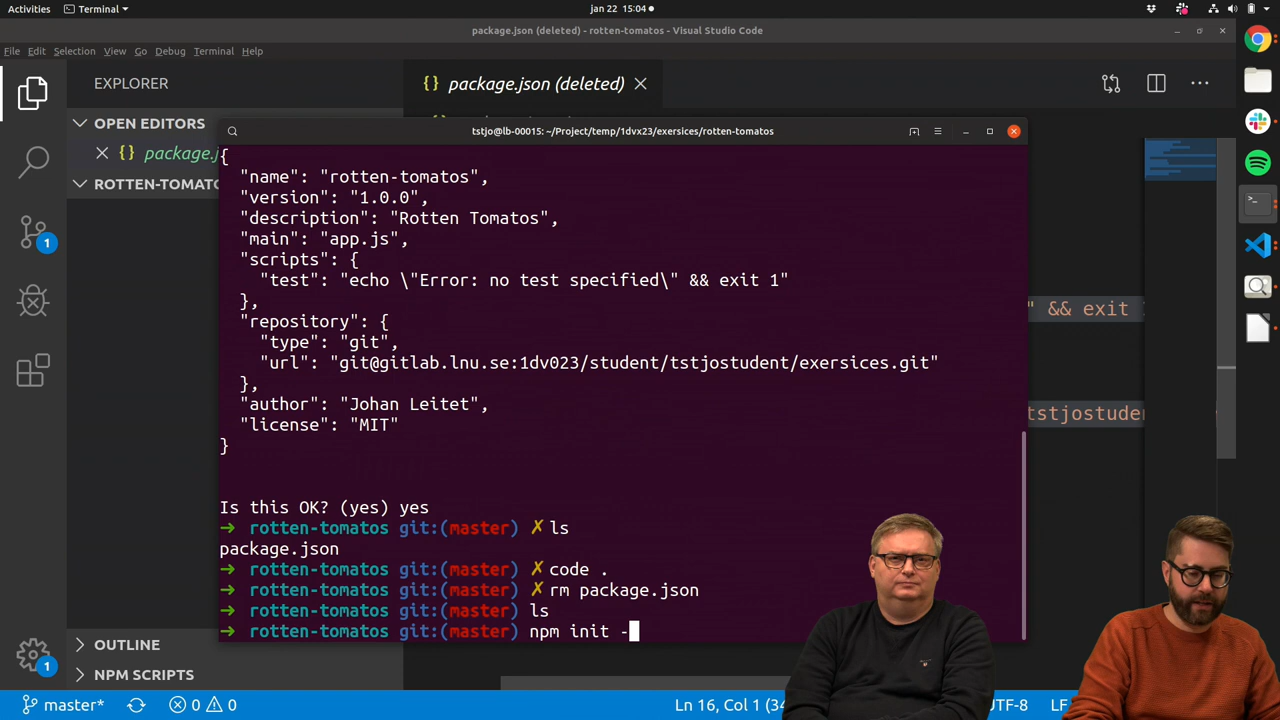 Activities
Terminal
jan 22 15:04
package.json (deleted) - rotten-tomatos - Visual Studio Code
File Edit Selection View Go Debug Terminal Help
EXPLORER
package.json (deleted)
OPEN EDITORS
package.j
ROTTEN-TOMATO
tstjo@lb-00015: ~/Project/temp/1dvx23/exersices/rotten-tomatos
{
"name": "rotten-tomatos",
"version": "1.0.0",
"description": "Rotten Tomatos",
"main": "app.js",
"scripts": {
"test": "echo \"Error: no test specified\" && exit 1"
},
"repository": {
"type": "git",
"url": "git@gitlab.lnu.se:1dv023/student/tstjostudent/exersices.git"
},
"author": "Johan Leitet",
"license": "MIT"
}
Is this OK? (yes) yes
➜ rotten-tomatos git:(master) ✗ ls
package.json
➜ rotten-tomatos git:(master) ✗ code .
➜ rotten-tomatos git:(master) ✗ rm package.json
➜ rotten-tomatos git:(master) ls
➜ rotten-tomatos git:(master) npm init -
" && exit
tstjostuden
1
1
OUTLINE
NPM SCRIPTS
master* 0 0
Ln 16, Col 1 (34
UTF-8
LF